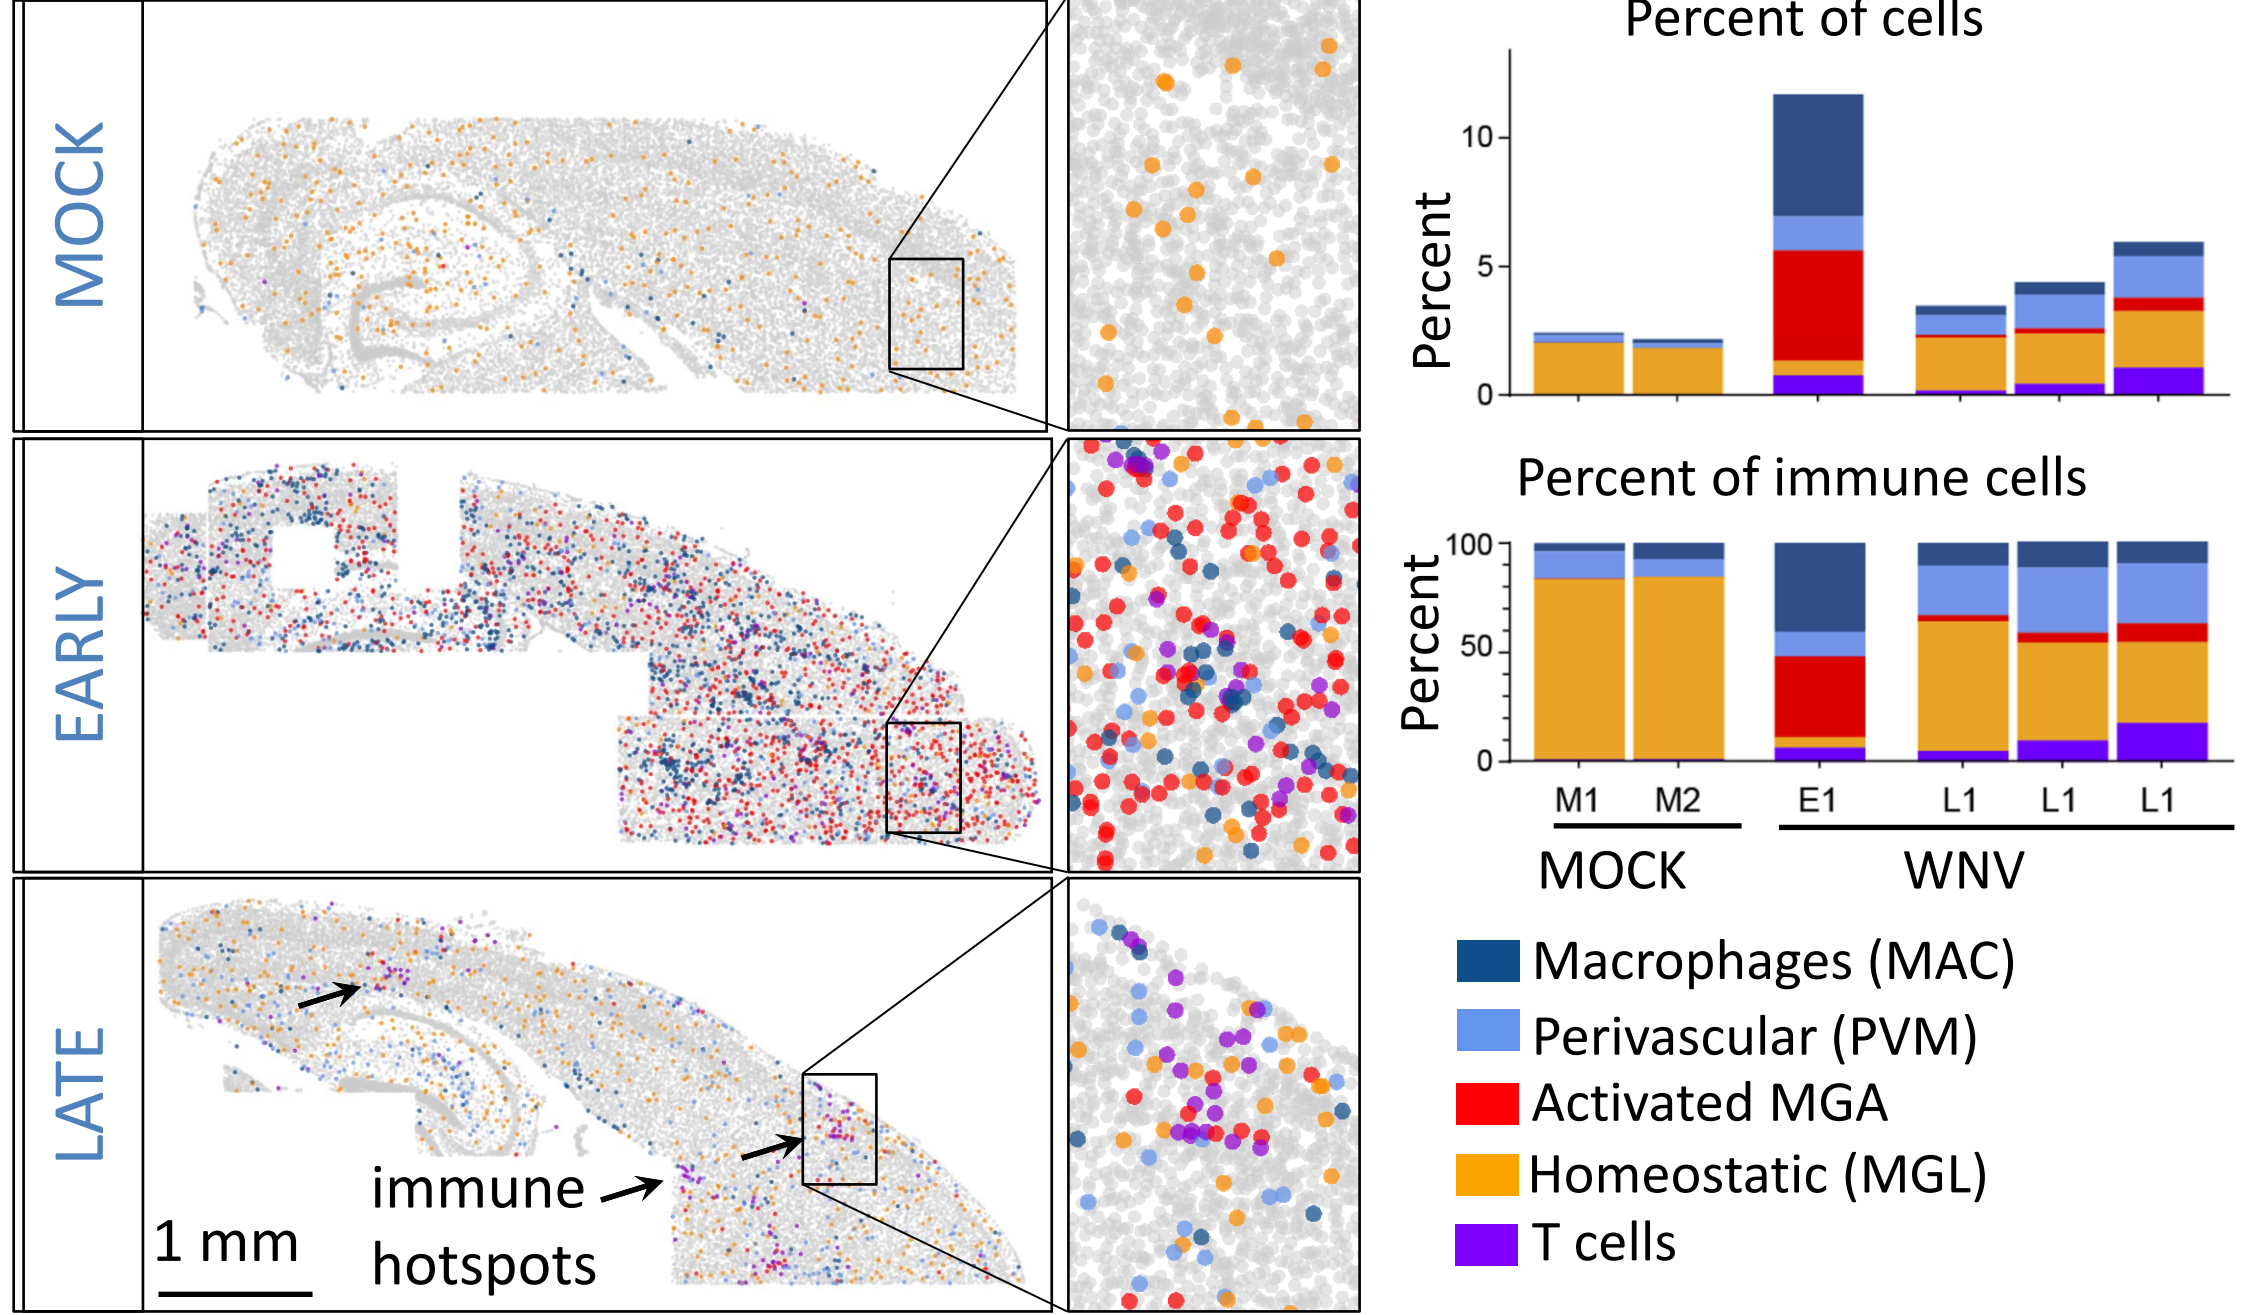 MOCK
EARLY
LATE
immune
hotspots
1 mm
Percent of cells
Percent
10
5
0
Percent of immune cells
Percent
100
50
0
M1 M2 E1 L1 L1 L1
MOCK WNV
Macrophages (MAC)
Perivascular (PVM)
Activated MGA
Homeostatic (MGL)
T cells